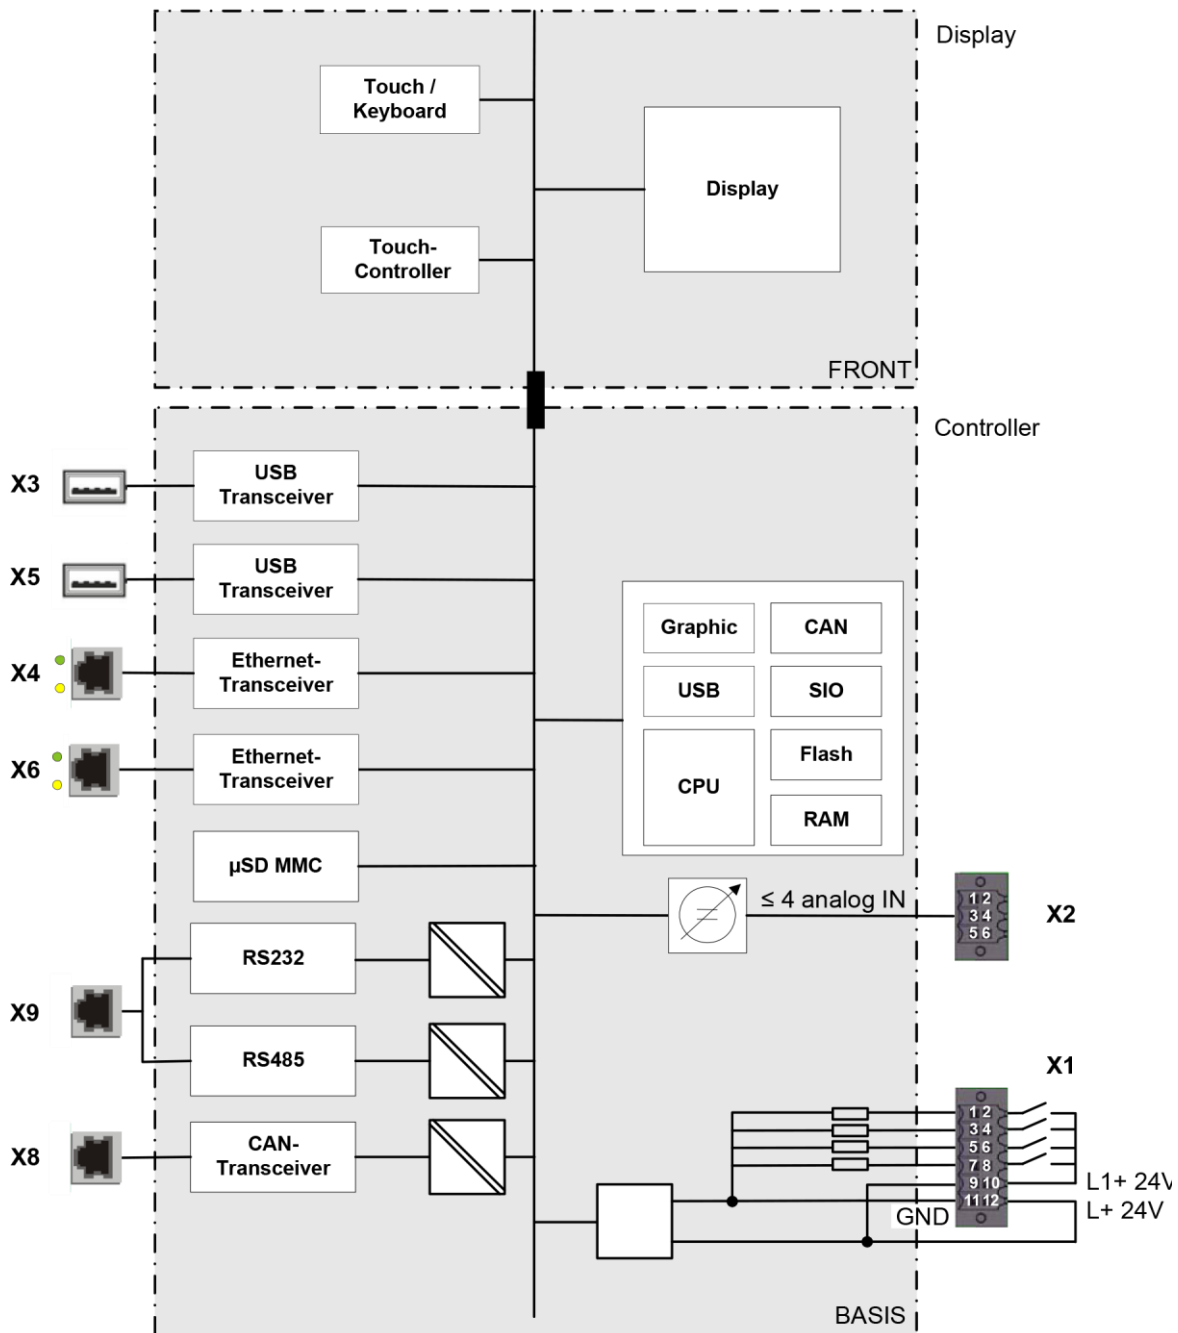 Display
Touch /
Keyboard
Display
Touch-
Controller
FRONT
Controller
X3
USB
Transceiver
X5
USB
Transceiver
Graphic
CAN
X4
Ethernet-
Transceiver
USB
SIO
X6
Ethernet-
Transceiver
CPU
Flash
RAM
µSD MMC
≤ 4 analog IN
1 2
3 4
5 6
X2
RS232
X9
RS485
X1
X8
CAN-
Transceiver
1 2
3 4
5 6
7 8
9 10
11 12
L1+ 24V
L+ 24V
GND
BASIS